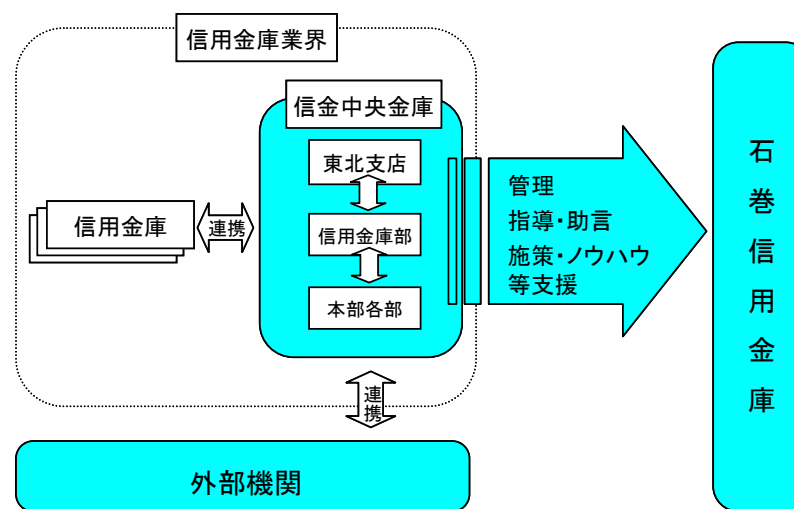 信用金庫業界
信金中央金庫
東北支店
信用金庫
連携
信用金庫部
本部各部
管理
指導・助言
施策・ノウハウ
等支援
石巻信用金庫
連携
外部機関